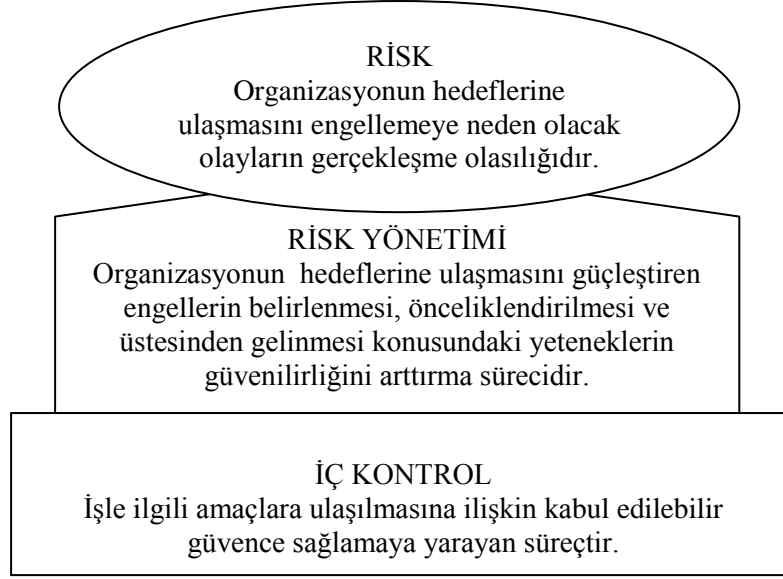 RİSK
Organizasyonun hedeflerine
ulaşmasını engellemeye neden olacak
olayların gerçekleşme olasılığıdır.
RİSK YÖNETİMİ
Organizasyonun hedeflerine ulaşmasını güçleştiren
engellerin belirlenmesi, önceliklendirilmesi ve
üstesinden gelinmesi konusundaki yeteneklerin
güvenilirliğini arttırma sürecidir.
İÇ KONTROL
İşle ilgili amaçlara ulaşılmasına ilişkin kabul edilebilir
güvence sağlamaya yarayan süreçtir.